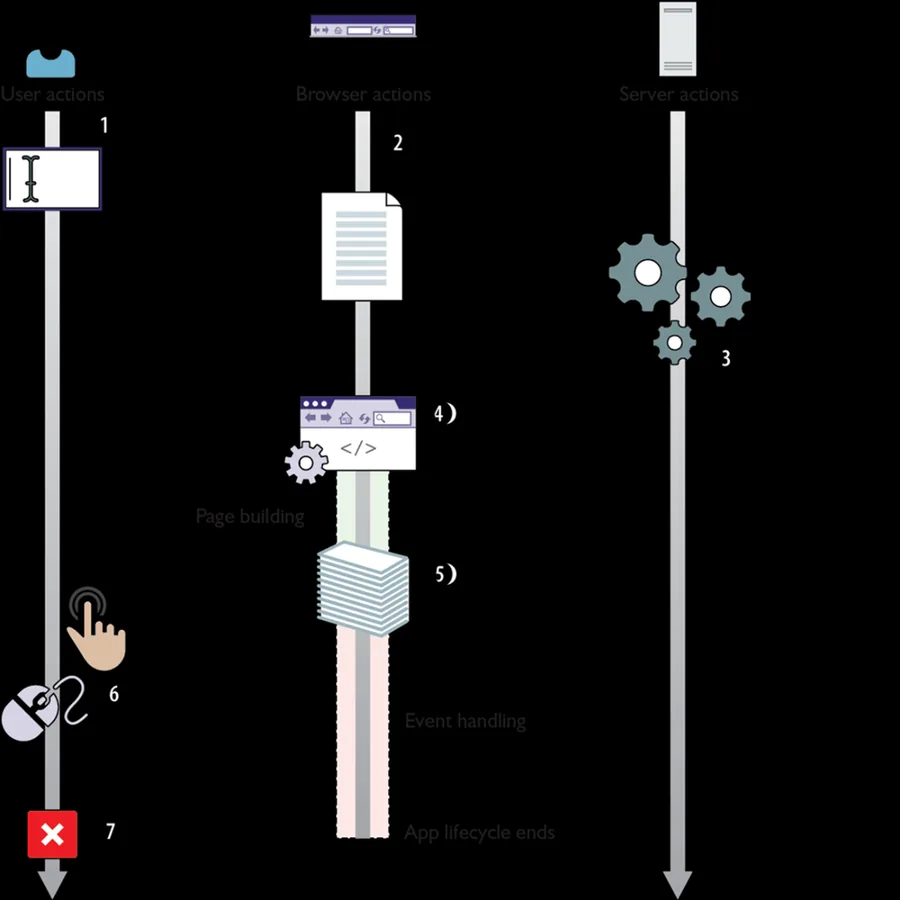 User actions
Browser actions
Server actions
1
2
3
4)
</>
Page building
5)
6
Event handling
7
App lifecycle ends